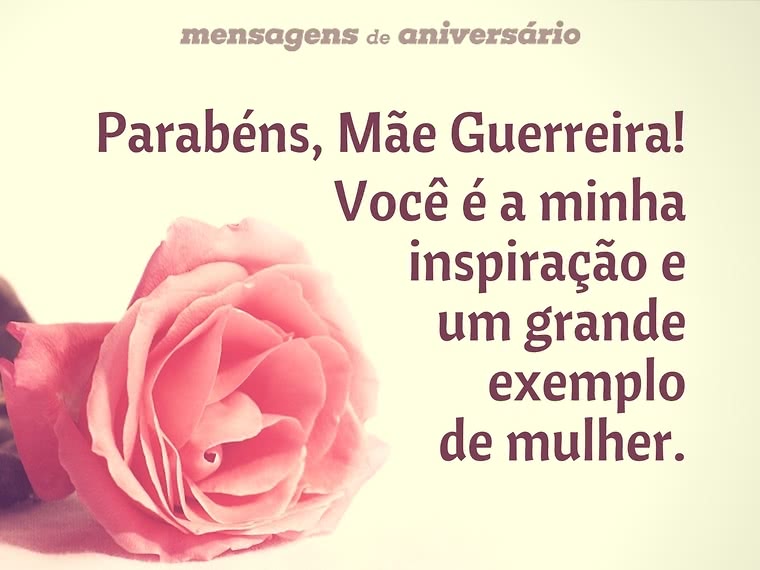 mensagens de aniversário
Parabéns, Mãe Guerreira!
Você é a minha
inspiração e
um grande
exemplo
de mulher.